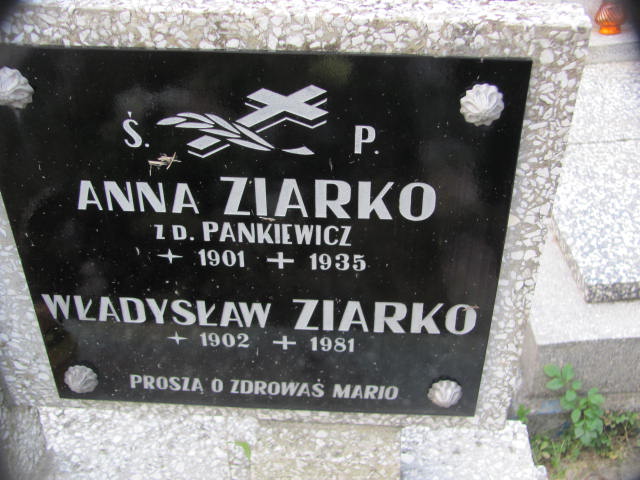 Ś. P.
ANNA ZIARKO
Z D. PANKIEWICZ
1901 + 1935
WŁADYSŁAW ZIARKO
1902 + 1981
PROSZĄ O ZDROWAŚ MARIO